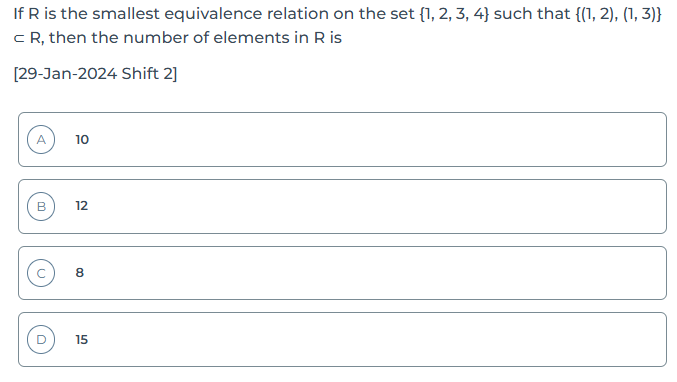 If R is the smallest equivalence relation on the set {1, 2, 3, 4} such that {(1, 2), (1, 3)}
⊂ R, then the number of elements in R is
[29-Jan-2024 Shift 2]
A 10
B 12
C 8
D 15